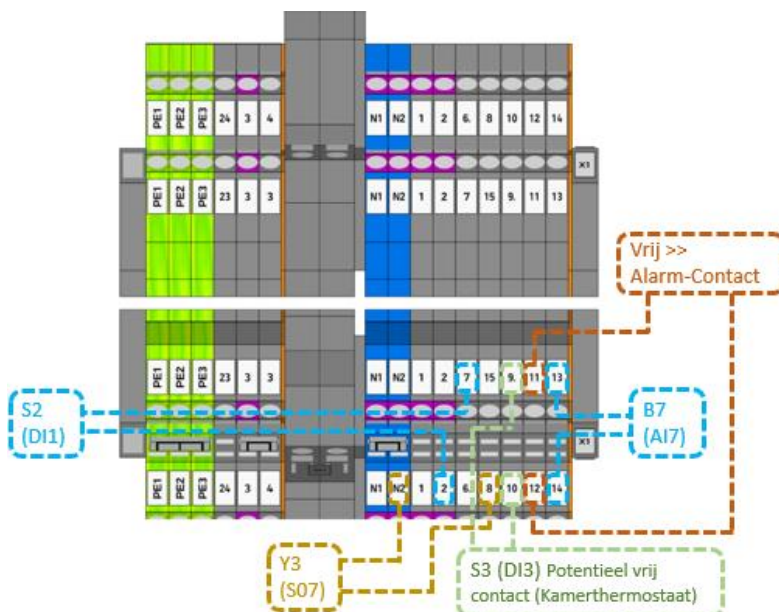 PE1 PE2 PE3 24 3 4 N1 N2 1 2 6. 8 10 12 14
PE1 PE2 PE3 23 3 3 N1 N2 1 2 7 15 9. 11 13
X1
Vrij >>
Alarm-Contact
PE1 PE2 PE3 23 3 3 N1 N2 1 2 7 15 9. 11 13
S2
(DI1)
B7
(AI7)
X1
PE1 PE2 PE3 24 3 4 N1 N2 1 2 6. 8 10 12 14
Y3
(S07)
S3 (DI3) Potentieel vrij
contact (Kamerthermostaat)